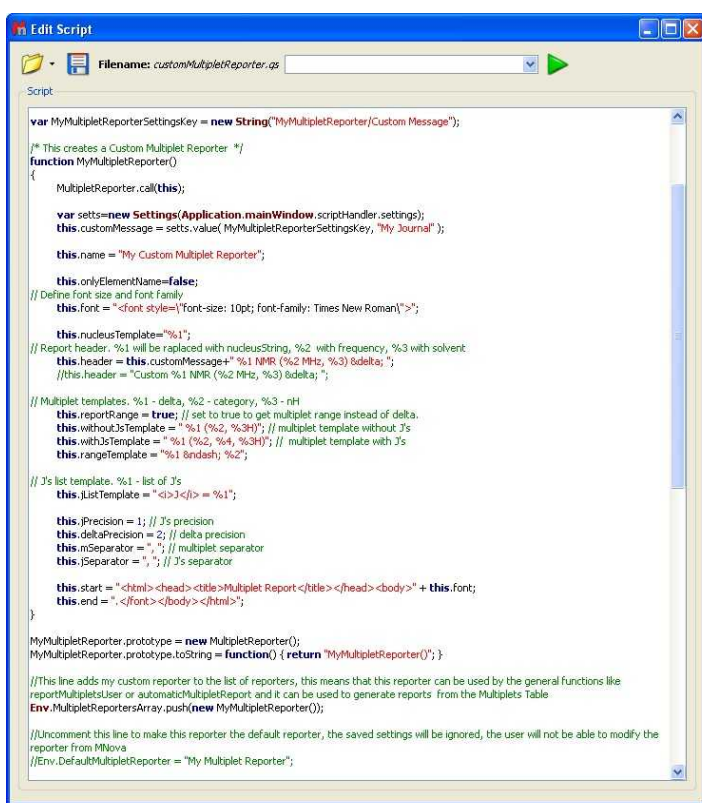 Edit Script
Filename: customMultipletReporter.qs
Script
var MyMultipletReporterSettingsKey = new String("MyMultipletReporter/Custom Message");
/* This creates a Custom Multiplet Reporter */
function MyMultipletReporter()
{
MultipletReporter.call(this);
var setts=new Settings(Application.mainWindow.scriptHandler.settings);
this.customMessage = setts.value( MyMultipletReporterSettingsKey, "My Journal" );
this.name = "My Custom Multiplet Reporter";
this.onlyElementName=false;
// Define font size and font family
this.font = "<font style=\"font-size: 10pt; font-family: Times New Roman\">";
this.nucleusTemplate="%1";
// Report header. %1 will be raplaced with nucleusString, %2 with frequency, %3 with solvent
this.header = this.customMessage+" %1 NMR (%2 MHz, %3) &delta; ";
//this.header = "Custom %1 NMR (%2 MHz, %3) &delta; ";
// Multiplet templates. %1 - delta, %2 - category, %3 - nH
this.reportRange = true; // set to true to get multiplet range instead of delta.
this.withoutJsTemplate = " %1 (%2, %3H)"; // multiplet template without J's
this.withJsTemplate = " %1 (%2, %4, %3H)"; // multiplet template with J's
this.rangeTemplate = "%1 &ndash; %2";
// J's list template. %1 - list of J's
this.jListTemplate = "<i>J</i> = %1";
this.jPrecision = 1; // J's precision
this.deltaPrecision = 2; // delta precision
this.mSeparator = ", "; // multiplet separator
this.jSeparator = ", "; // J's separator
this.start = "<html><head><title>Multiplet Report</title></head><body>" + this.font;
this.end = ".</font></body></html>";
}
MyMultipletReporter.prototype = new MultipletReporter();
MyMultipletReporter.prototype.toString = function() { return "MyMultipletReporter()"; }
//This line adds my custom reporter to the list of reporters, this means that this reporter can be used by the general functions like
reportMultipletsUser or automaticMultipletReport and it can be used to generate reports from the Multiplets Table
Env.MultipletReportersArray.push(new MyMultipletReporter());
//Uncomment this line to make this reporter the default reporter, the saved settings will be ignored, the user will not be able to modify the
reporter from MNova
//Env.DefaultMultipletReporter = "My Multiplet Reporter";